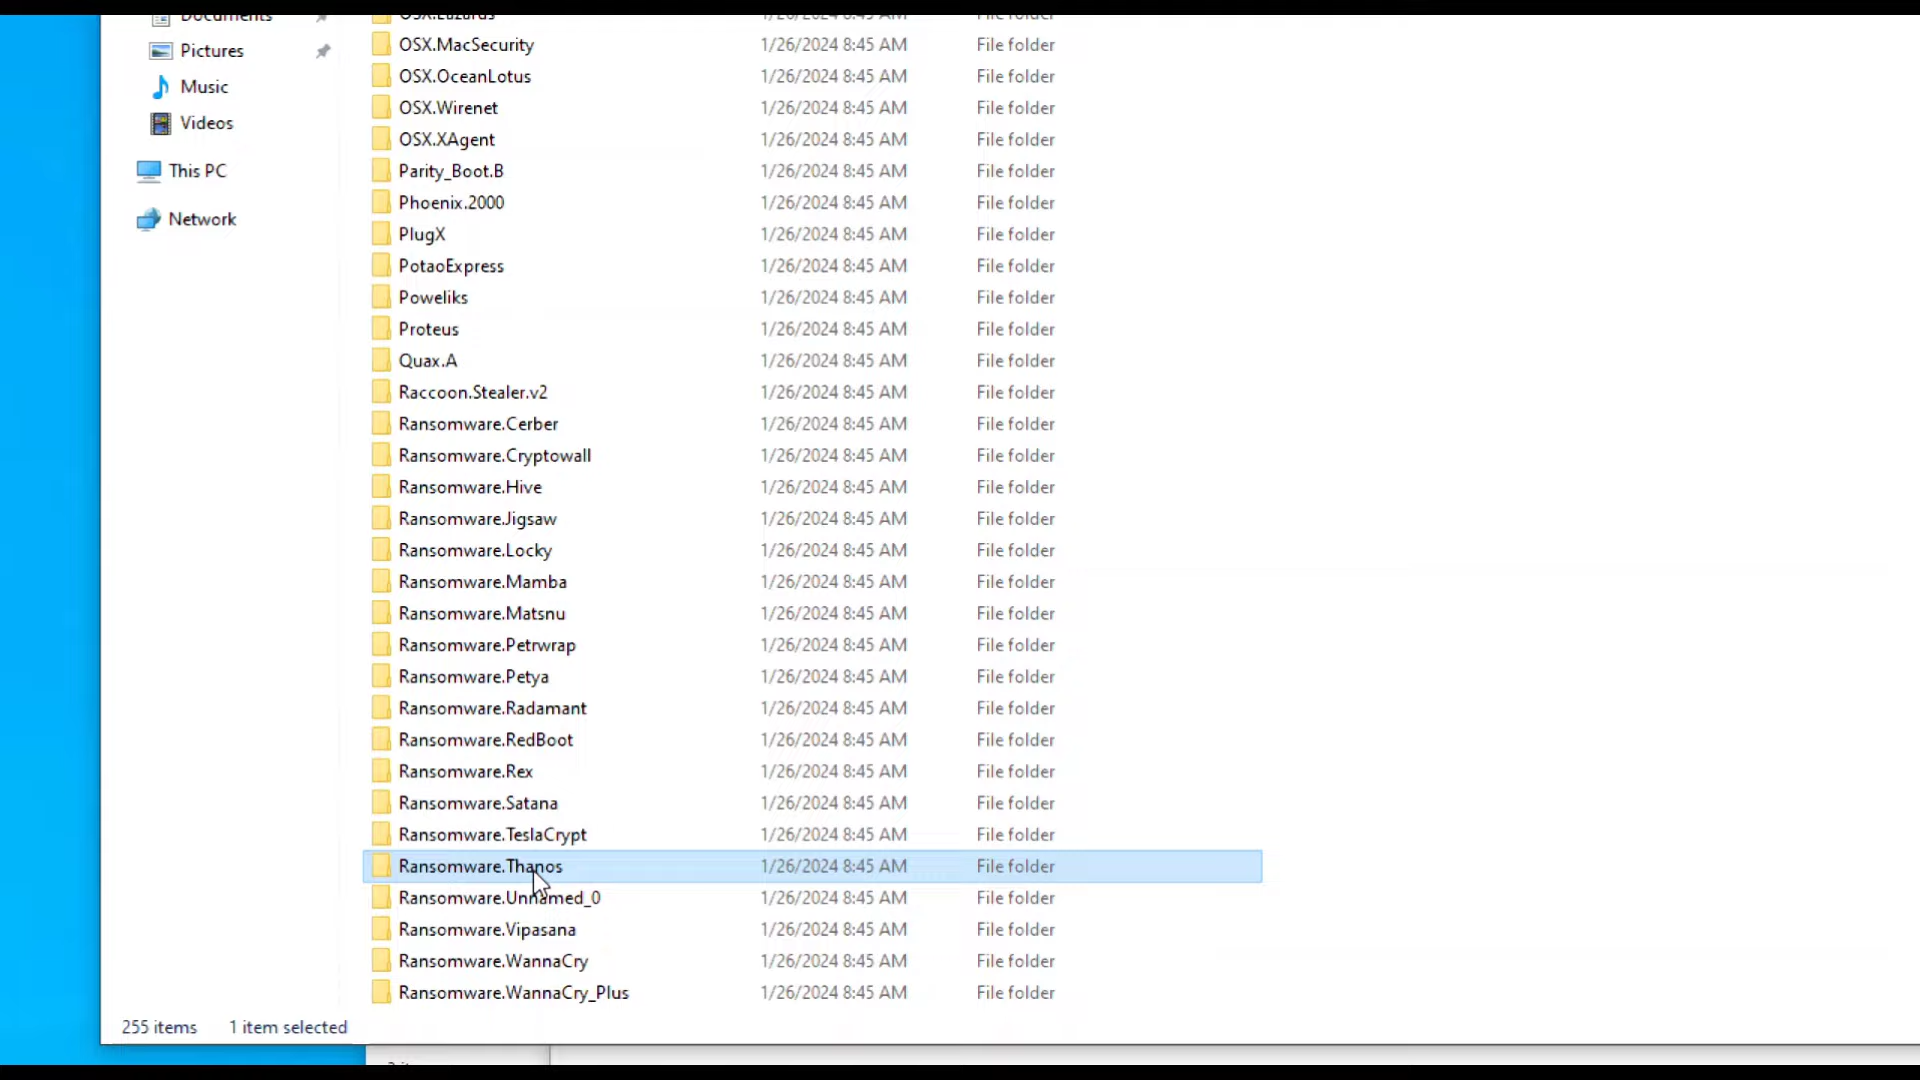 Documents
Pictures
Music
Videos
This PC
Network
OSX.Lazarus 1/26/2024 8:45 AM File folder
OSX.MacSecurity 1/26/2024 8:45 AM File folder
OSX.OceanLotus 1/26/2024 8:45 AM File folder
OSX.Wirenet 1/26/2024 8:45 AM File folder
OSX.XAgent 1/26/2024 8:45 AM File folder
Parity_Boot.B 1/26/2024 8:45 AM File folder
Phoenix.2000 1/26/2024 8:45 AM File folder
PlugX 1/26/2024 8:45 AM File folder
PotaoExpress 1/26/2024 8:45 AM File folder
Poweliks 1/26/2024 8:45 AM File folder
Proteus 1/26/2024 8:45 AM File folder
Quax.A 1/26/2024 8:45 AM File folder
Raccoon.Stealer.v2 1/26/2024 8:45 AM File folder
Ransomware.Cerber 1/26/2024 8:45 AM File folder
Ransomware.Cryptowall 1/26/2024 8:45 AM File folder
Ransomware.Hive 1/26/2024 8:45 AM File folder
Ransomware.Jigsaw 1/26/2024 8:45 AM File folder
Ransomware.Locky 1/26/2024 8:45 AM File folder
Ransomware.Mamba 1/26/2024 8:45 AM File folder
Ransomware.Matsnu 1/26/2024 8:45 AM File folder
Ransomware.Petrwrap 1/26/2024 8:45 AM File folder
Ransomware.Petya 1/26/2024 8:45 AM File folder
Ransomware.Radamant 1/26/2024 8:45 AM File folder
Ransomware.RedBoot 1/26/2024 8:45 AM File folder
Ransomware.Rex 1/26/2024 8:45 AM File folder
Ransomware.Satana 1/26/2024 8:45 AM File folder
Ransomware.TeslaCrypt 1/26/2024 8:45 AM File folder
Ransomware.Thanos 1/26/2024 8:45 AM File folder
Ransomware.Unnamed_0 1/26/2024 8:45 AM File folder
Ransomware.Vipasana 1/26/2024 8:45 AM File folder
Ransomware.WannaCry 1/26/2024 8:45 AM File folder
Ransomware.WannaCry_Plus 1/26/2024 8:45 AM File folder
255 items 1 item selected